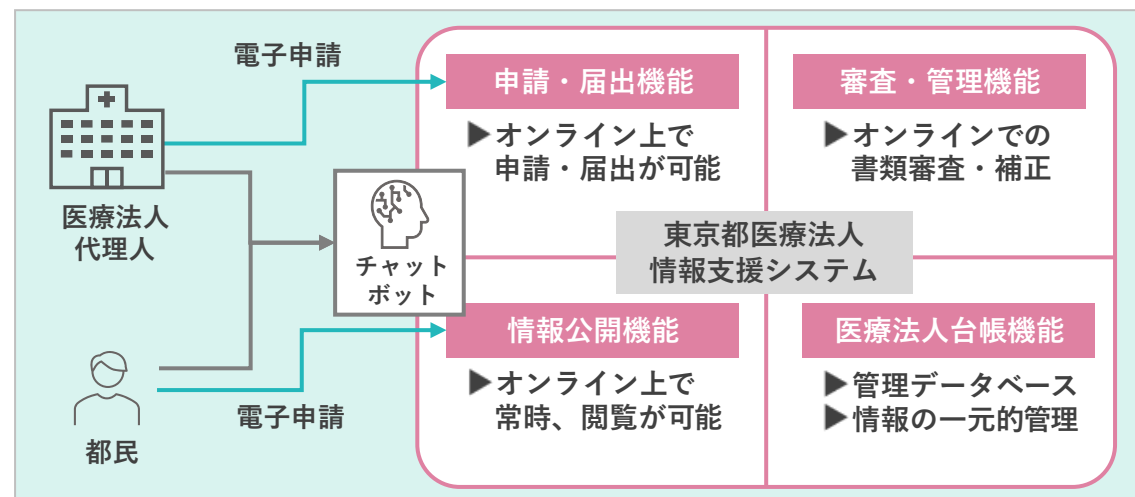 電子申請
医療法人
代理人
都民
電子申請
チャット
ボット
申請・届出機能
▶オンライン上で
申請・届出が可能
審査・管理機能
▶オンラインでの
書類審査・補正
東京都医療法人
情報支援システム
情報公開機能
▶オンライン上で
常時、閲覧が可能
医療法人台帳機能
▶管理データベース
▶情報の一元的管理